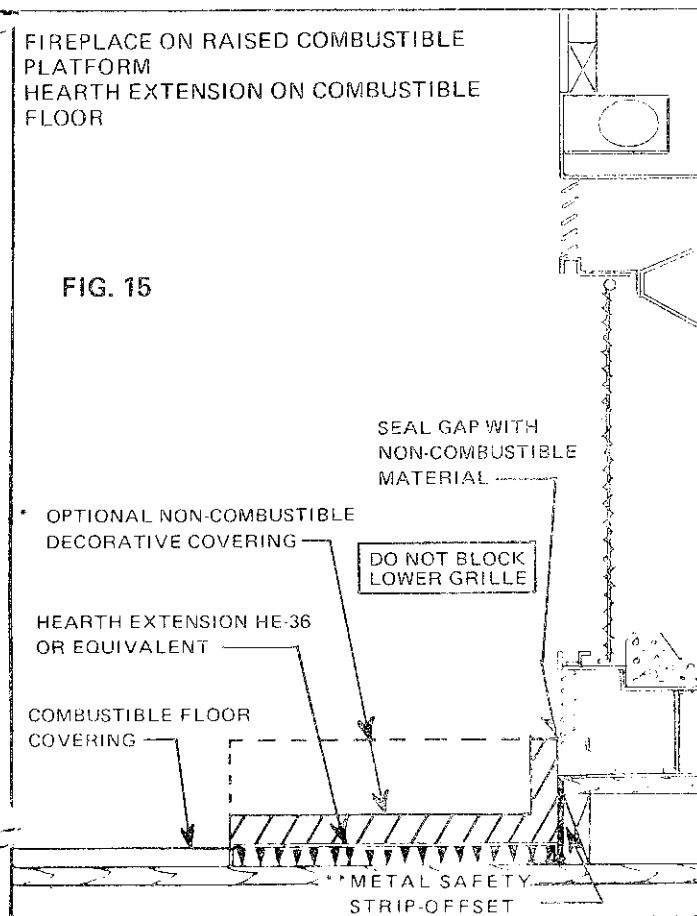 FIREPLACE ON RAISED COMBUSTIBLE
PLATFORM
HEARTH EXTENSION ON COMBUSTIBLE
FLOOR
FIG. 15
SEAL GAP WITH
NON-COMBUSTIBLE
MATERIAL
* OPTIONAL NON-COMBUSTIBLE
DECORATIVE COVERING
DO NOT BLOCK
LOWER GRILLE
HEARTH EXTENSION HE-36
OR EQUIVALENT
COMBUSTIBLE FLOOR
COVERING
**METAL SAFETY
STRIP-OFFSET